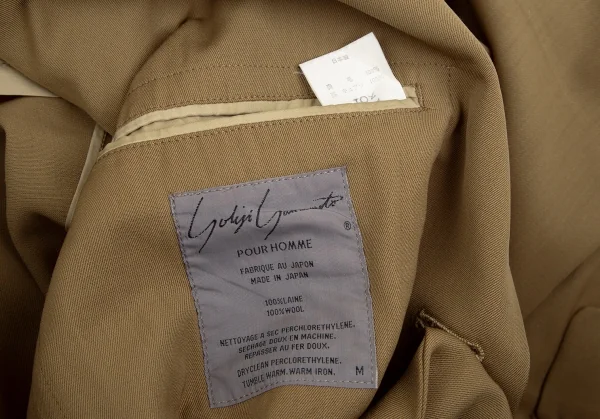 Yohji Yamamoto
®
POUR HOMME
FABRIQUE AU JAPON
MADE IN JAPAN
100%LAINE
100%WOOL
NETTOYAGE A SEC PERCHLORETHYLENE.
SECHAGE DOUX EN MACHINE.
REPASSER AU FER DOUX.
DRYCLEAN PERCLORETHYLENE.
TUMBLE WARM. WARM IRON. M